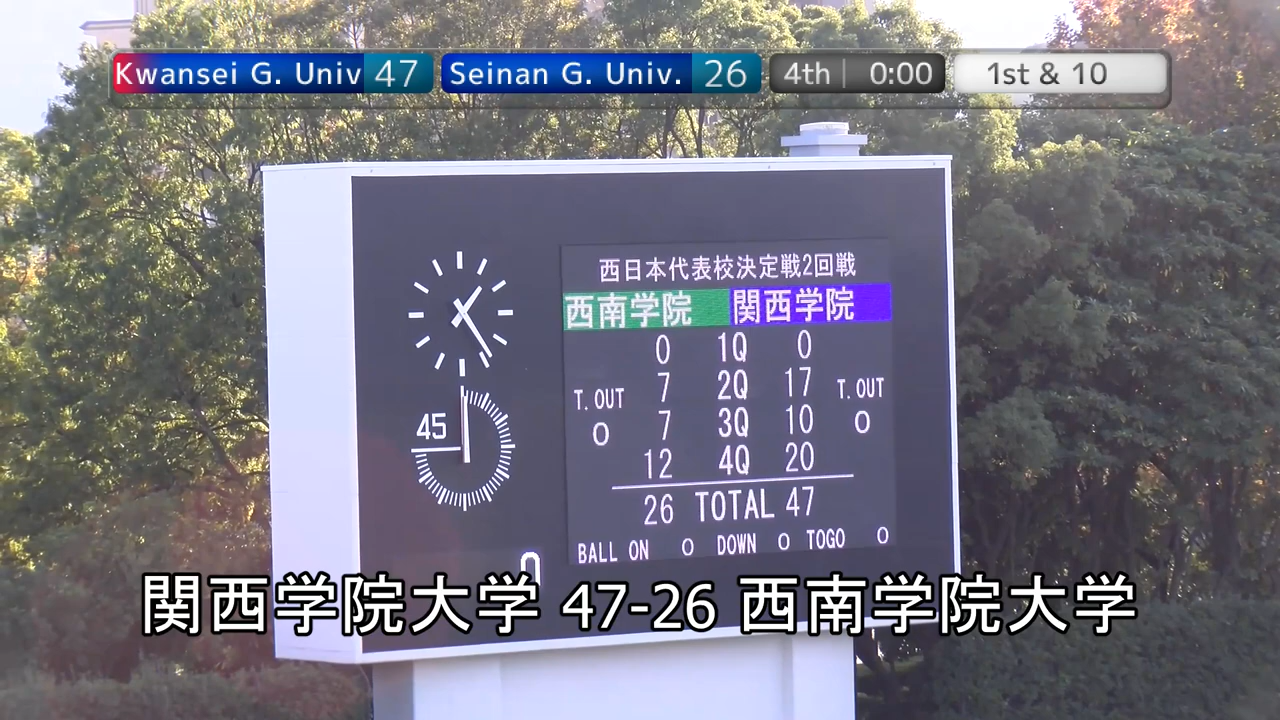 Kwansei G. Univ 47 Seinan G. Univ. 26 4th 0:00 1st & 10
西日本代表校決定戦2回戦
西南学院 関西学院
0 1Q 0
7 2Q 17
T. OUT T. OUT
7 3Q 10
0 0
12 4Q 20
26 TOTAL 47
45
BALL ON 0 DOWN 0 TOGO 0
0
関西学院大学 47-26 西南学院大学